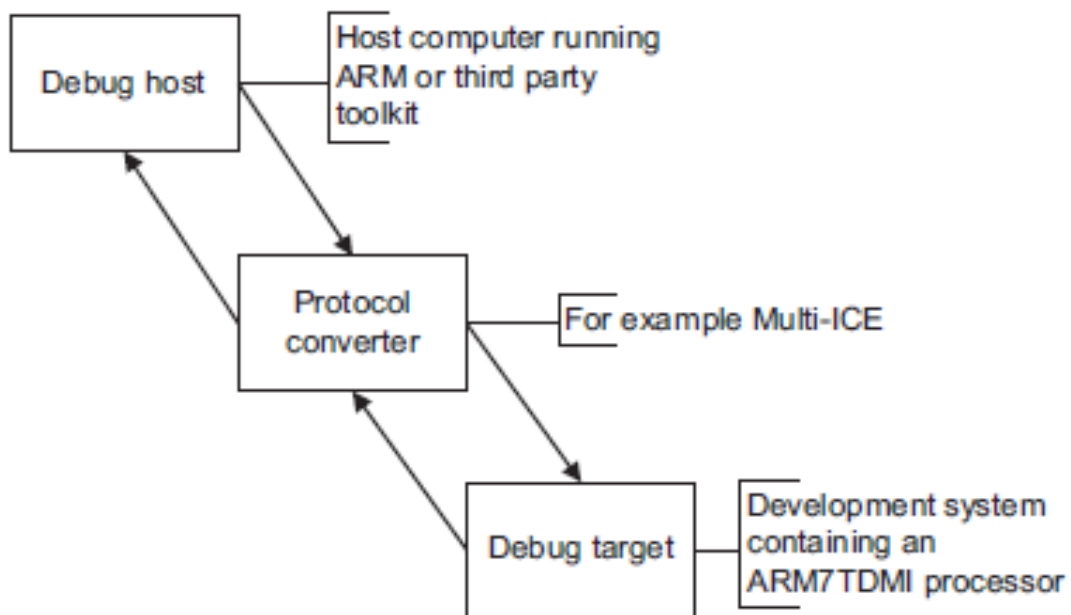 Debug host
Host computer running
ARM or third party
toolkit
Protocol
converter
For example Multi-ICE
Debug target
Development system
containing an
ARM7TDMI processor